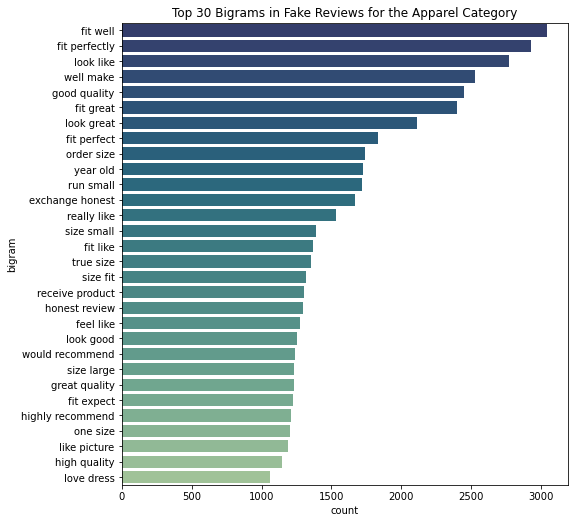 Top 30 Bigrams in Fake Reviews for the Apparel Category
fit well
fit perfectly
look like
well make
good quality
fit great
look great
fit perfect
order size
year old
run small
exchange honest
really like
size small
fit like
true size
size fit
receive product
honest review
feel like
look good
would recommend
size large
great quality
fit expect
highly recommend
one size
like picture
high quality
love dress
bigram
0 500 1000 1500 2000 2500 3000
count